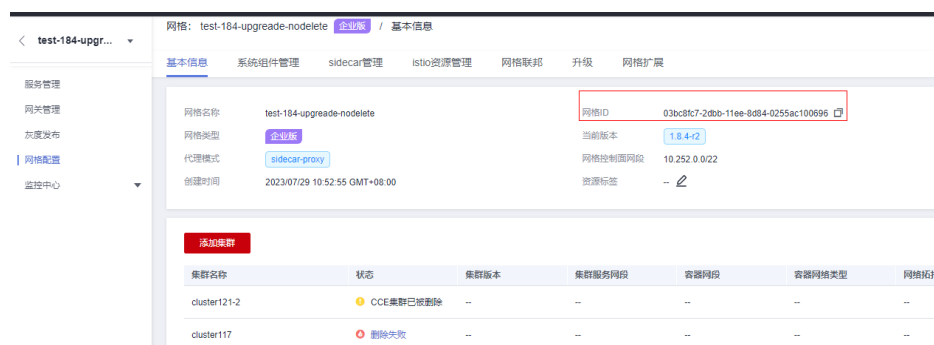 网格： test-184-upgreade-nodelete 企业版 / 基本信息
test-184-upgr...
基本信息 系统组件管理 sidecar管理 istio资源管理 网格联邦 升级 网格扩展
服务管理
网关管理
灰度发布
网格配置
监控中心
网格名称 test-184-upgreade-nodelete 网格ID 03bc8fc7-2dbb-11ee-8d84-0255ac100696
网格类型 企业版 当前版本 1.8.4-r2
代理模式 sidecar-proxy 网格控制面网段 10.252.0.0/22
创建时间 2023/07/29 10:52:55 GMT+08:00 资源标签 --
添加集群
集群名称 状态 集群版本 集群服务网段 容器网段 容器网络类型 网格拓扑
cluster121-2 CCE集群已被删除 -- -- -- -- --
cluster117 删除失败 -- -- -- -- --